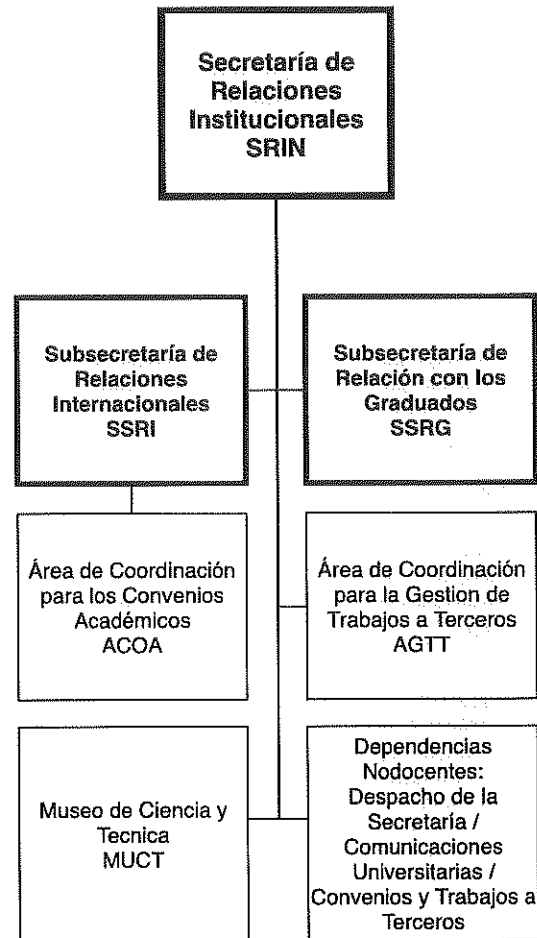 Secretaría de
Relaciones
Institucionales
SRIN
Subsecretaría de
Relaciones
Internacionales
SSRI
Subsecretaría de
Relación con los
Graduados
SSRG
Área de Coordinación
para los Convenios
Académicos
ACOA
Área de Coordinación
para la Gestion de
Trabajos a Terceros
AGTT
Museo de Ciencia y
Tecnica
MUCT
Dependencias
Nodocentes:
Despacho de la
Secretaría /
Comunicaciones
Universitarias /
Convenios y Trabajos a
Terceros